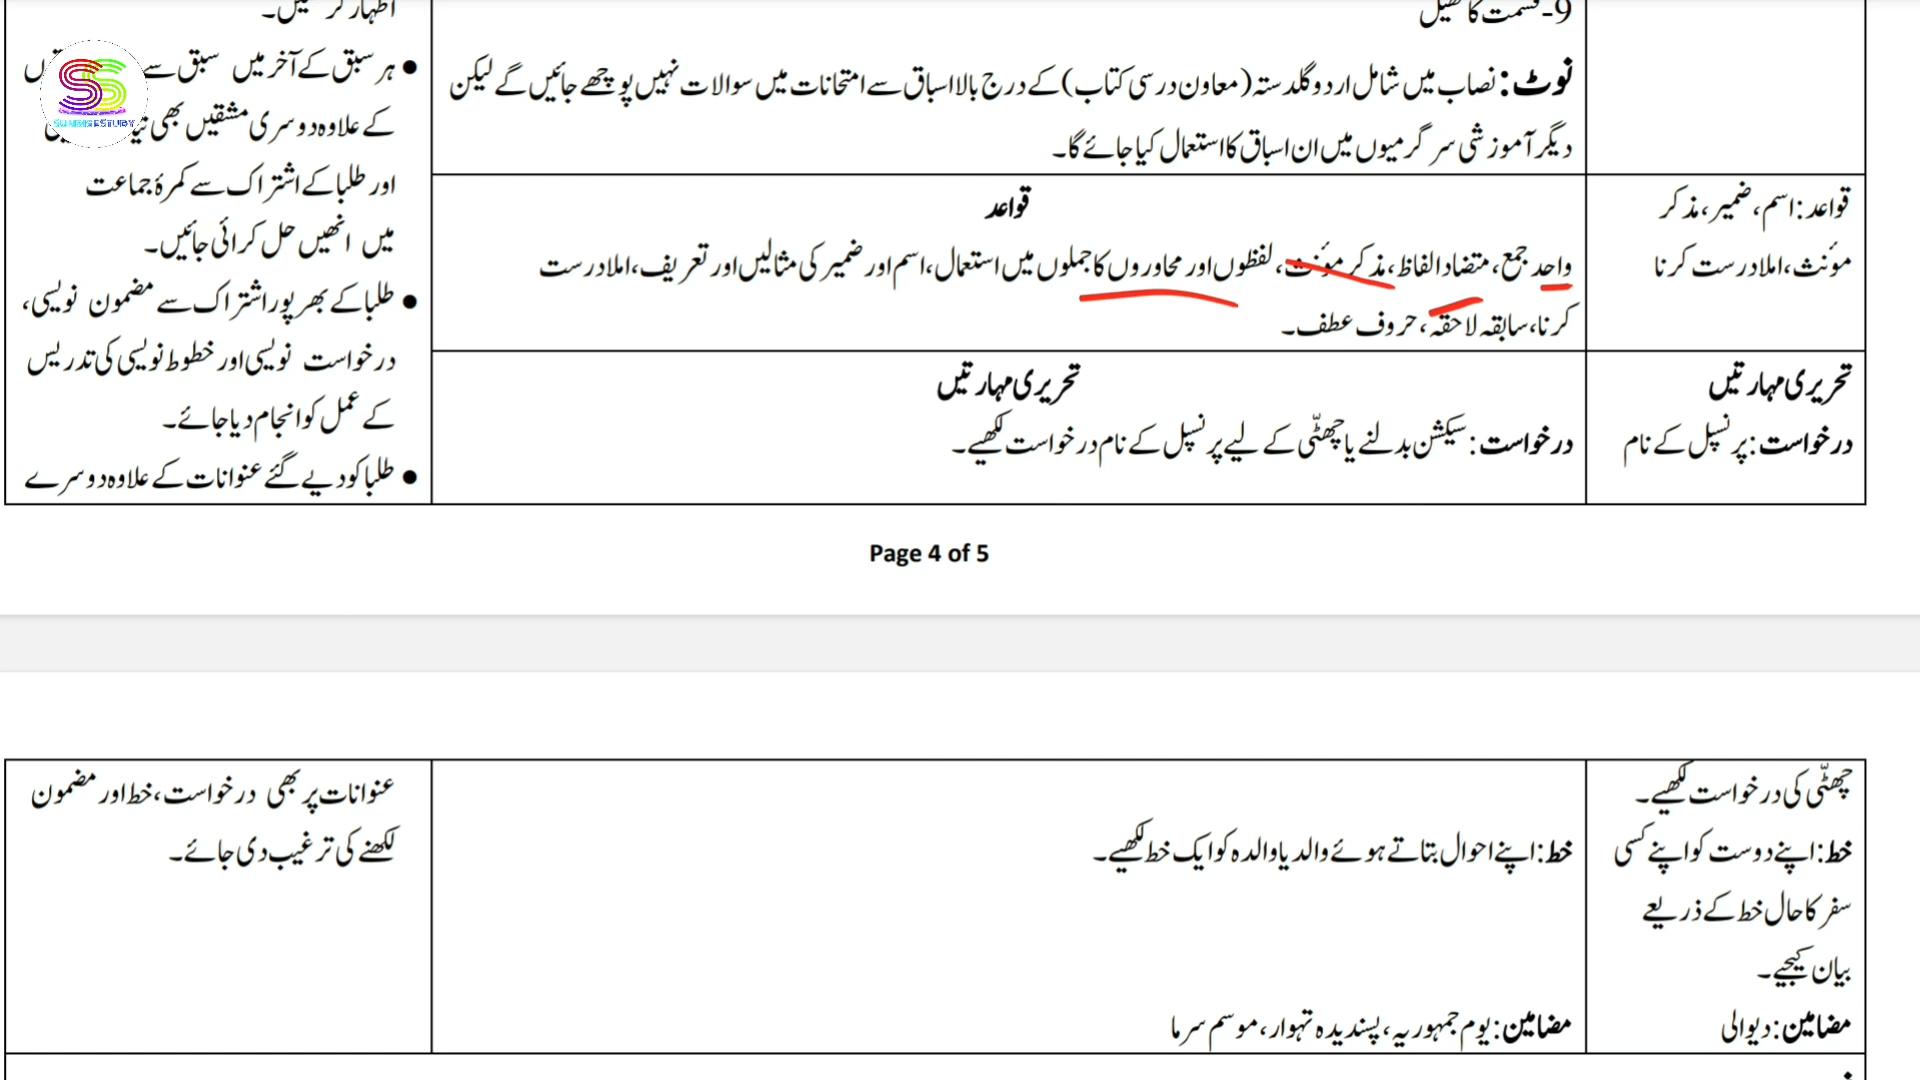 9-قسمت کا کھیل
نوٹ: نصاب میں شامل اردو گلدستہ (معاون درسی کتاب) کے درج بالا اسباق سے امتحانات میں سوالات نہیں پوچھے جائیں گے لیکن
دیگر آموزشی سرگرمیوں میں ان اسباق کا استعمال کیا جائے گا۔
قواعد: اسم، ضمیر، مذکر
مؤنث، املا درست کرنا
قواعد
واحد جمع، متضاد الفاظ، مذکر مؤنث، لفظوں اور محاوروں کا جملوں میں استعمال، اسم اور ضمیر کی مثالیں اور تعریف، املا درست
کرنا، سابقہ لاحقہ، حروف عطف۔
تحریری مہارتیں
درخواست: پرنسپل کے نام
تحریری مہارتیں
درخواست: سیکشن بدلنے یا چھٹّی کے لیے پرنسپل کے نام درخواست لکھیے۔
اظہار کر
ہر سبق کے آخر میں سبق سے
کے علاوہ دوسری مشقیں بھی
اور طلبا کے اشتراک سے کمرۂ جماعت
میں انھیں حل کرائی جائیں۔
● طلبا کے بھرپور اشتراک سے مضمون نویسی،
درخواست نویسی اور خطوط نویسی کی تدریس
کے عمل کو انجام دیا جائے۔
● طلبا کو دیے گئے عنوانات کے علاوہ دوسرے
SUNRISESTUDY
Page 4 of 5
چھٹّی کی درخواست لکھیے۔
خط: اپنے دوست کو اپنے کسی
سفر کا حال خط کے ذریعے
بیان کیجیے۔
مضامین: دیوالی
خط: اپنے احوال بتاتے ہوئے والد یا والدہ کو ایک خط لکھیے۔
مضامین: یوم جمہوریہ، پسندیدہ تہوار، موسم سرما
عنوانات پر بھی درخواست، خط اور مضمون
لکھنے کی ترغیب دی جائے۔